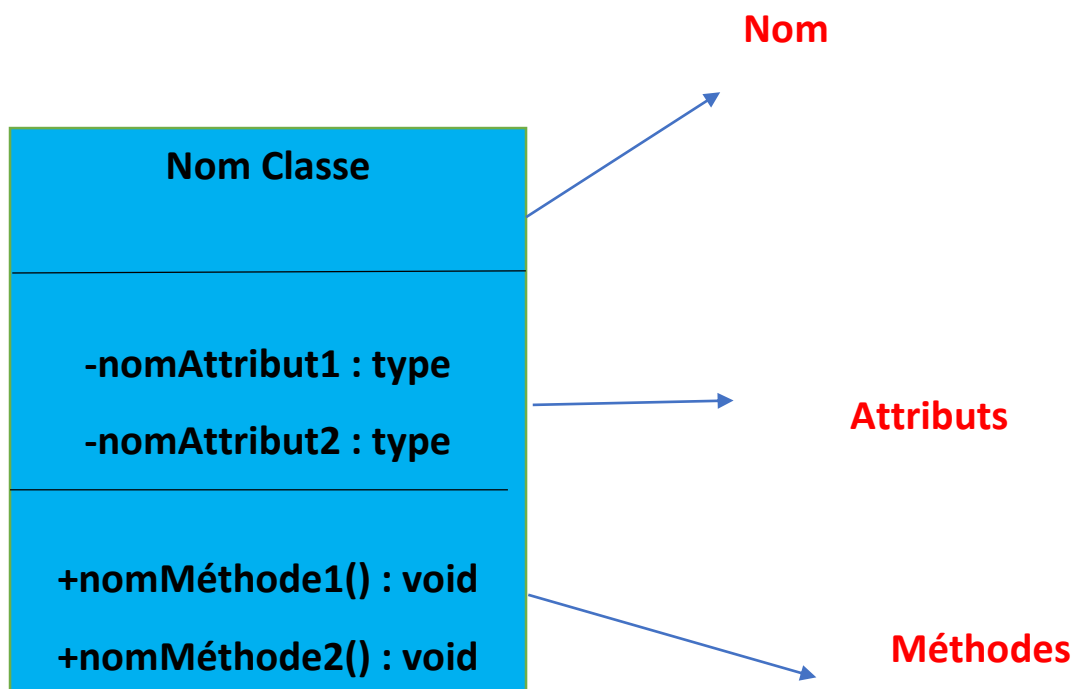 Nom
Nom Classe
-nomAttribut1 : type
-nomAttribut2 : type
Attributs
+nomMéthode1() : void
+nomMéthode2() : void
Méthodes